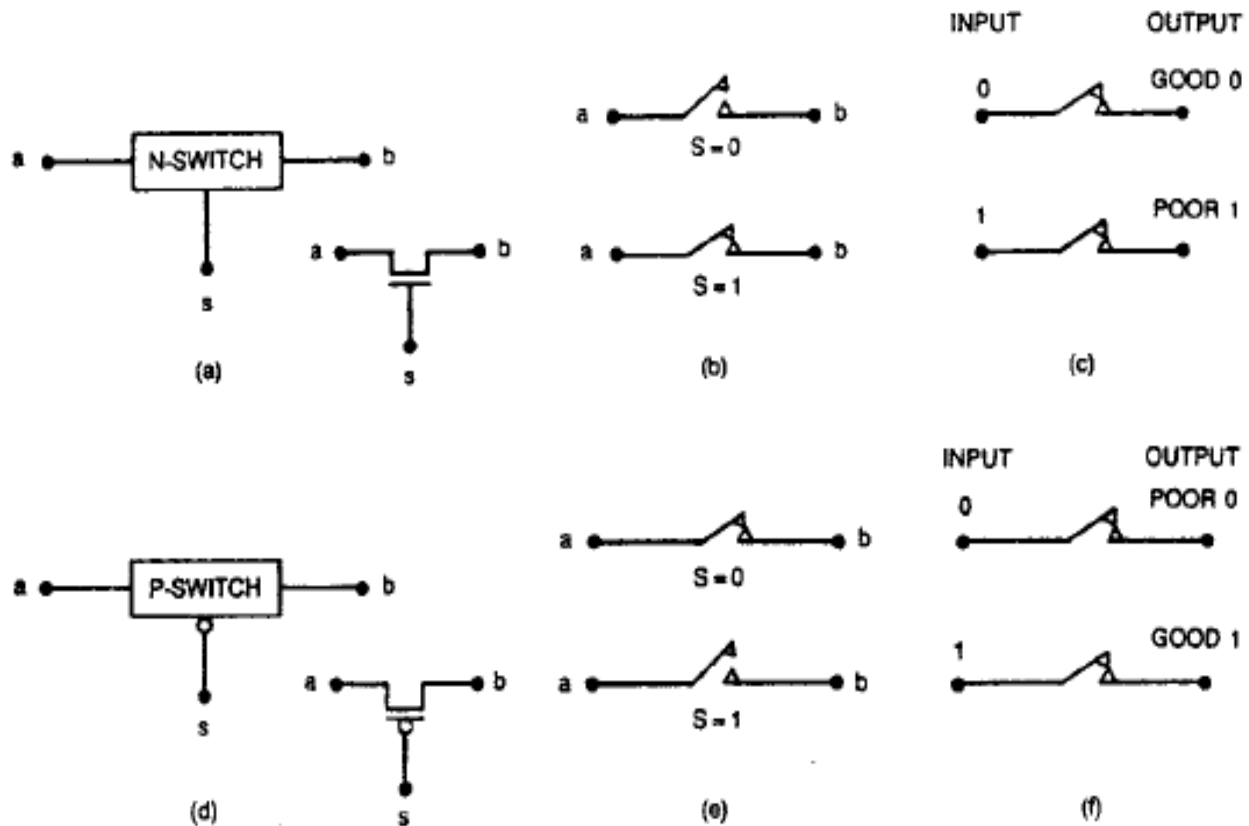 INPUT OUTPUT
0 GOOD 0
a b
S = 0
a N-SWITCH b
1 POOR 1
a b
a b
S = 1
s
s
(a) (b) (c)
INPUT OUTPUT
0 POOR 0
a b
S = 0
a P-SWITCH b
1 GOOD 1
a b
a b
S = 1
s
s
(d) (e) (f)